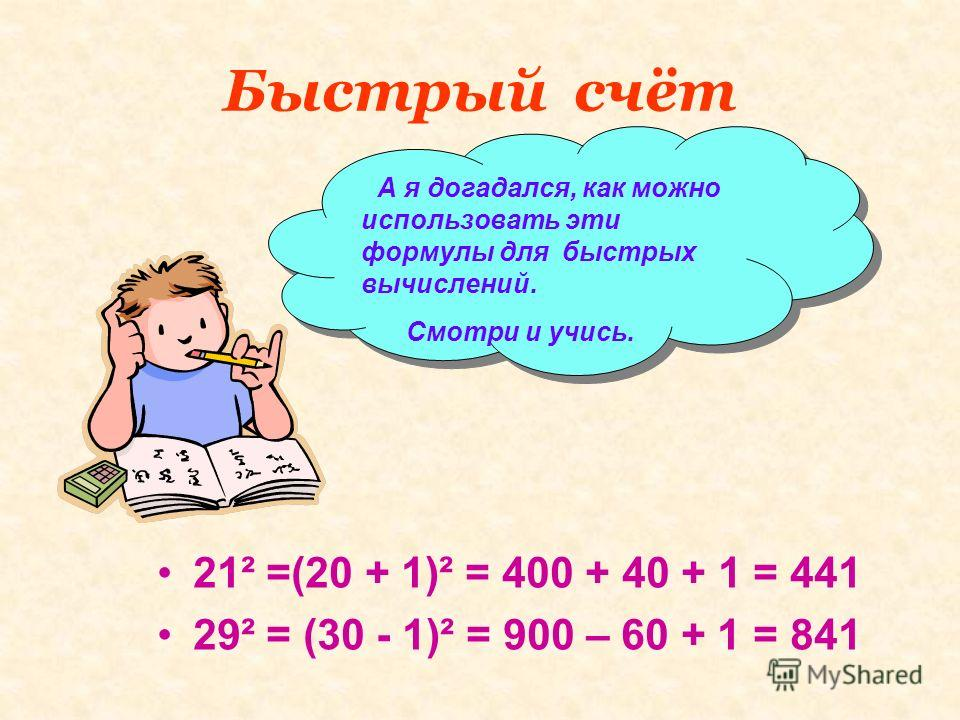 Быстрый счёт
А я догадался, как можно
использовать эти
формулы для быстрых
вычислений.
Смотри и учись.
• 21² =(20 + 1)² = 400 + 40 + 1 = 441
• 29² = (30 - 1)² = 900 – 60 + 1 = 841
MyShared